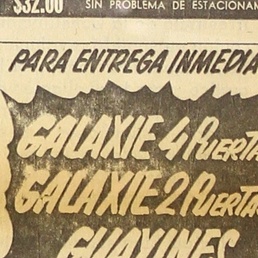 $32.00 SIN PROBLEMA DE ESTACIONAM
PARA ENTREGA INMEDIA
GALAXIE 4 PUERTA
GALAXIE 2 PUERTA
GUAYINES